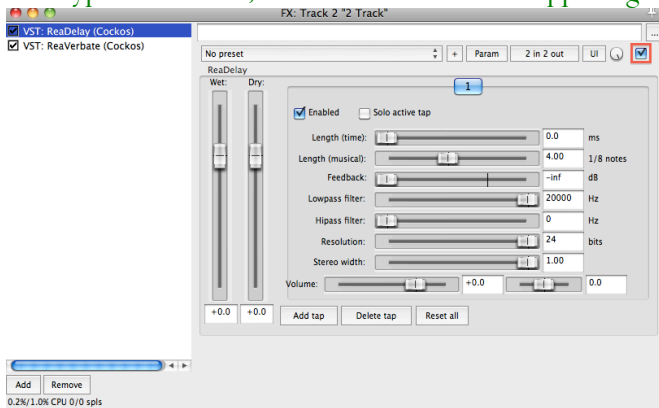 FX: Track 2 "2 Track"
VST: ReaDelay (Cockos)
VST: ReaVerbate (Cockos)
...
No preset + Param 2 in 2 out UI
ReaDelay
Wet: Dry:
1
Enabled Solo active tap
Length (time): 0.0 ms
Length (musical): 4.00 1/8 notes
Feedback: -inf dB
Lowpass filter: 20000 Hz
Hipass filter: 0 Hz
Resolution: 24 bits
Stereo width: 1.00
Volume: +0.0 0.0
+0.0 +0.0 Add tap Delete tap Reset all
Add Remove
0.2%/1.0% CPU 0/0 spls